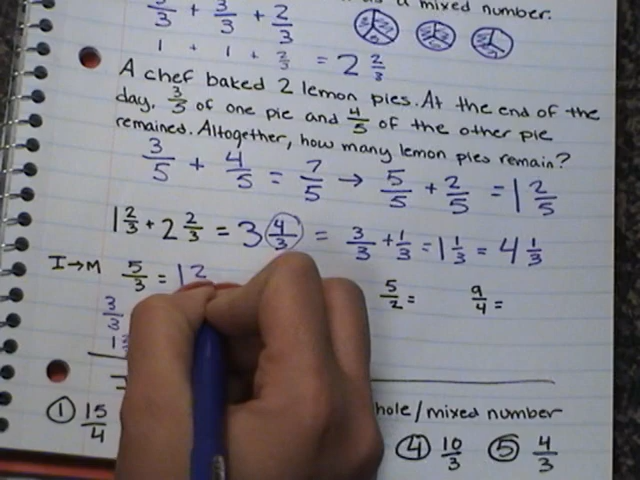 3/3 + 3/3 + 2/3 a mixed number.
1 + 1 + 2/3 = 2 2/3
A chef baked 2 lemon pies. At the end of the
day, 3/5 of one pie and 4/5 of the other pie
remained. Altogether, how many lemon pies remain?
3/5 + 4/5 = 7/5 → 5/5 + 2/5 = 1 2/5
1 2/3 + 2 2/3 = 3 4/3 = 3/3 + 1/3 = 1 1/3 = 4 1/3
I→M 5/3 = 1 2 5/2 = 9/4 =
3/3
1
① 15/4 whole/mixed number
④ 10/3 ⑤ 4/3